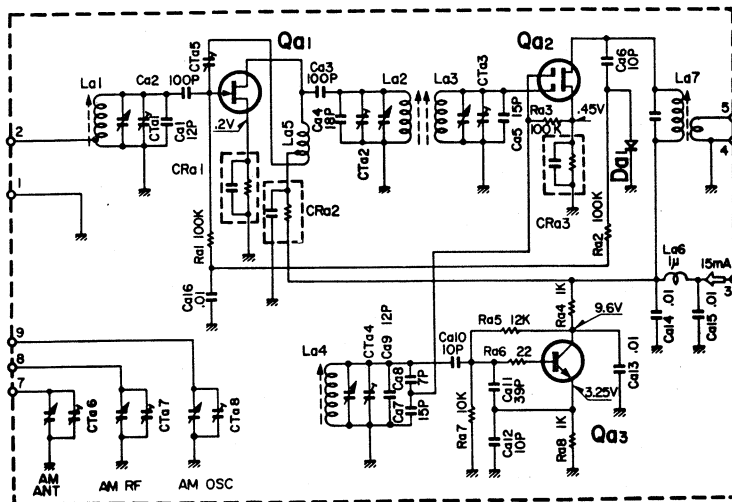 Qa1
Qa2
CTa5
Ca6
10P
La1
Ca2
100P
Ca3
100P
La2
La3
CTa3
La7
5
4
CTa1
Ca1
12P
Ca4
18P
CTa2
Ca5
15P
Ra3
100K
.45V
.2V
La5
Da1
2
1
CRa1
CRa2
CRa3
Ra1 100K
Ra2 100K
La6
1μ
15mA
3
Ca16
.01
Ra4 1K
9.6V
Ca14 .01
Ca15 .01
9
8
7
La4
CTa4
Ca9 12P
Ca8
7P
Ca7
15P
Ca10
10P
Ra5 12K
Ra6 22
Ca11
39P
Ca13 .01
3.25V
Ra7 10K
Ca12
10P
Ra8 1K
Qa3
CTa6
CTa7
CTa8
AM
ANT
AM RF
AM OSC